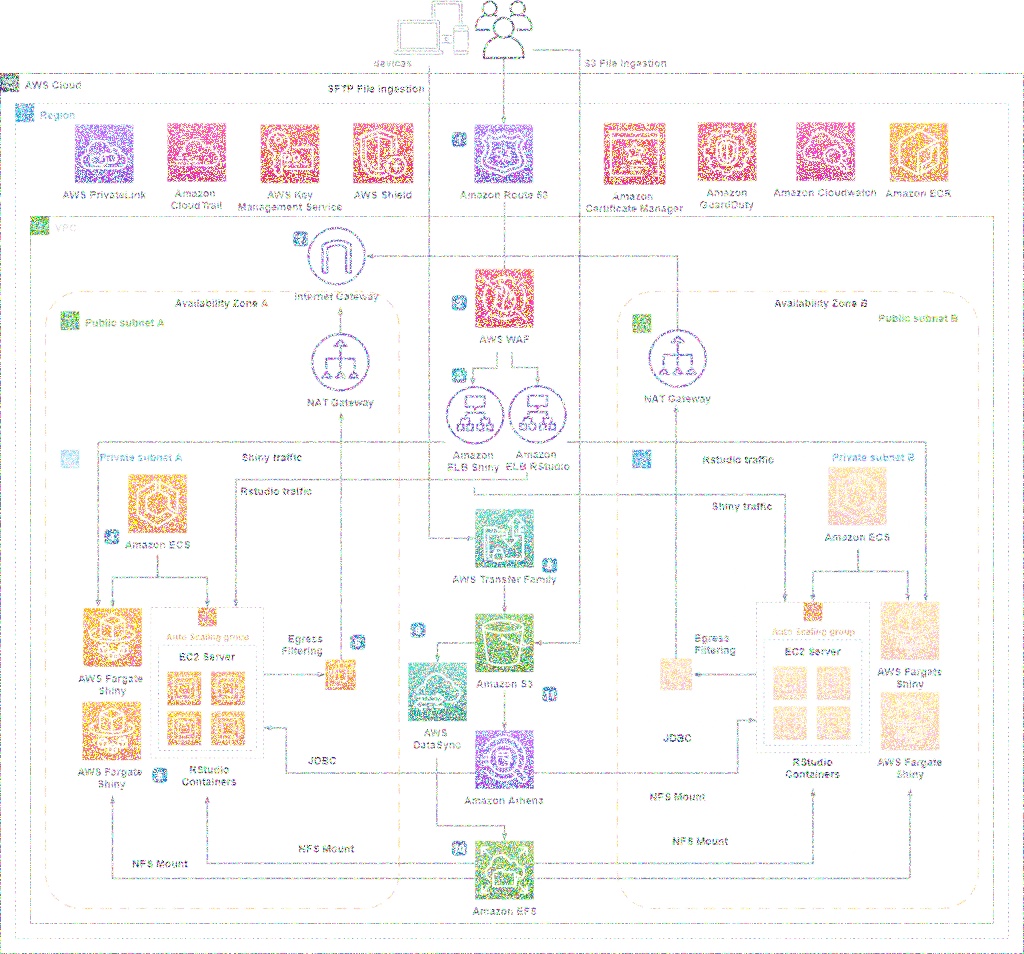 devices
S3 File Ingestion
AWS Cloud
SFTP File Ingestion
Region
AWS PrivateLink
Amazon
CloudTrail
AWS Key
Management Service
AWS Shield
Amazon Route 53
Amazon
Certificate Manager
Amazon
GuardDuty
Amazon Cloudwatch
Amazon ECR
VPC
Internet Gateway
Availability Zone A
Availability Zone B
Public subnet A
Public subnet B
AWS WAF
NAT Gateway
NAT Gateway
Amazon
ELB Shiny
Amazon
ELB RStudio
Private subnet A
Shiny traffic
Rstudio traffic
Private subnet B
Rstudio traffic
Shiny traffic
Amazon ECS
Amazon ECS
AWS Transfer Family
Auto Scaling group
EC2 Server
Egress
Filtering
Egress
Filtering
Auto Scaling group
EC2 Server
AWS Fargate
Shiny
Amazon S3
AWS Fargate
Shiny
AWS
DataSync
JDBC
JDBC
AWS Fargate
Shiny
RStudio
Containers
RStudio
Containers
AWS Fargate
Shiny
Amazon Athena
NFS Mount
NFS Mount
NFS Mount
NFS Mount
Amazon EFS